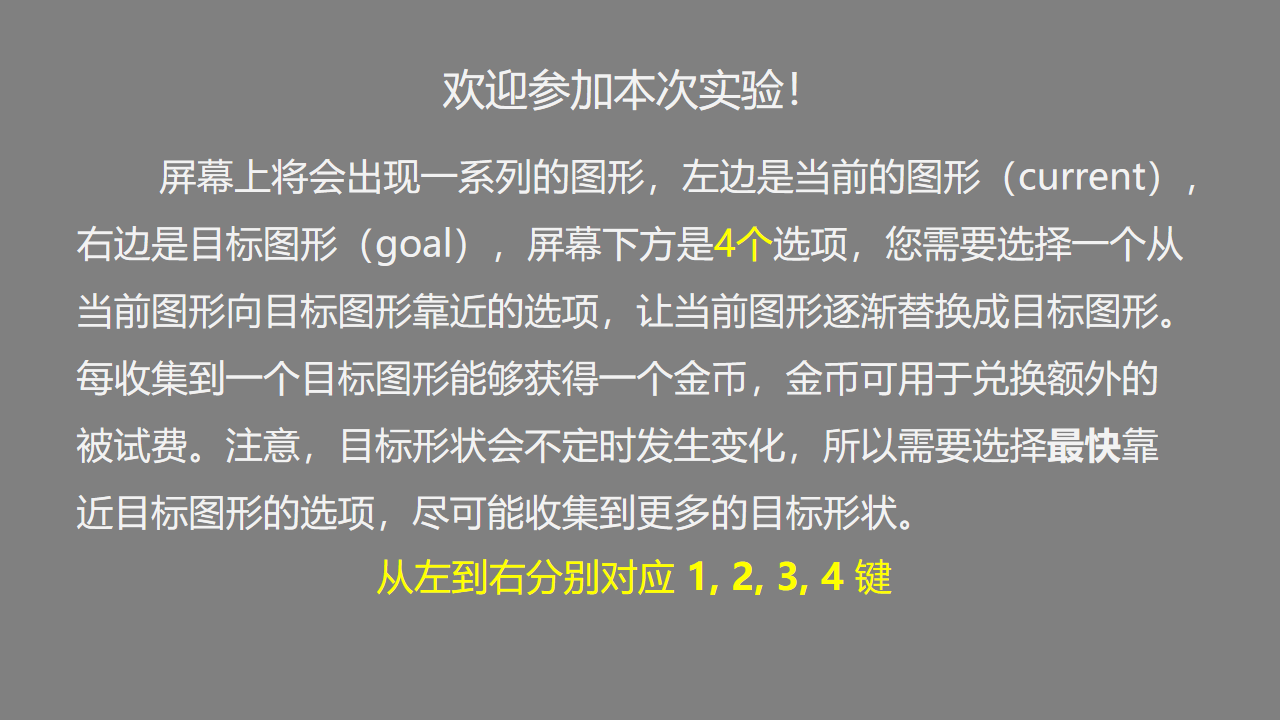 欢迎参加本次实验！
屏幕上将会出现一系列的图形，左边是当前的图形（current），
右边是目标图形（goal），屏幕下方是4个选项，您需要选择一个从
当前图形向目标图形靠近的选项，让当前图形逐渐替换成目标图形。
每收集到一个目标图形能够获得一个金币，金币可用于兑换额外的
被试费。注意，目标形状会不定时发生变化，所以需要选择最快靠
近目标图形的选项，尽可能收集到更多的目标形状。
从左到右分别对应 1, 2, 3, 4 键